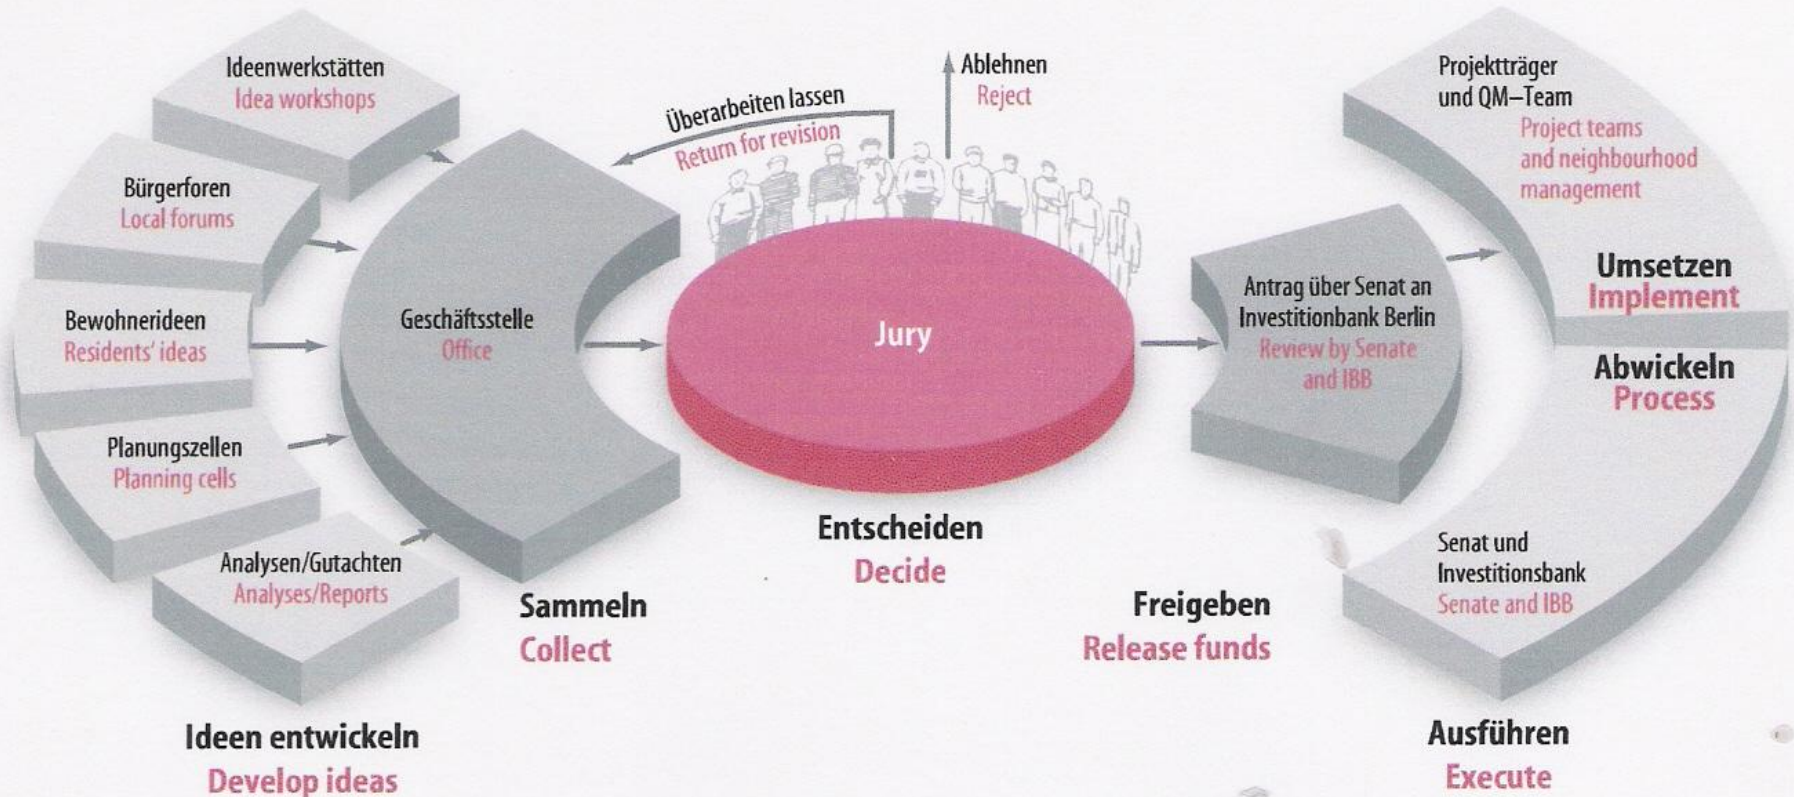 Ideenwerkstätten
Idea workshops
Bürgerforen
Local forums
Bewohnerideen
Residents' ideas
Planungszellen
Planning cells
Analysen/Gutachten
Analyses/Reports
Ideen entwickeln
Develop ideas
Geschäftsstelle
Office
Sammeln
Collect
Überarbeiten lassen
Return for revision
Ablehnen
Reject
Jury
Entscheiden
Decide
Antrag über Senat an
Investitionbank Berlin
Review by Senate
and IBB
Freigeben
Release funds
Projektträger
und QM–Team
Project teams
and neighbourhood
management
Umsetzen
Implement
Abwickeln
Process
Senat und
Investitionsbank
Senate and IBB
Ausführen
Execute